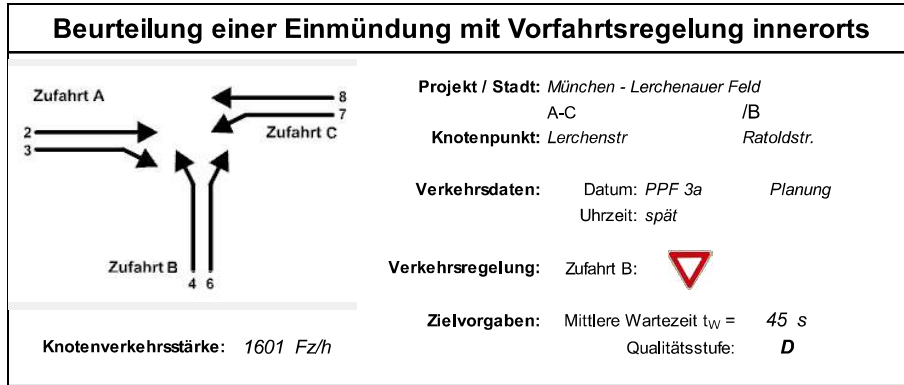 Beurteilung einer Einmündung mit Vorfahrtsregelung innerorts
Zufahrt A
8
7
Zufahrt C
2
3
Zufahrt B
4 6
Knotenverkehrsstärke: 1601 Fz/h
Projekt / Stadt: München - Lerchenauer Feld
A-C /B
Knotenpunkt: Lerchenstr Ratoldstr.
Verkehrsdaten: Datum: PPF 3a Planung
Uhrzeit: spät
Verkehrsregelung: Zufahrt B:
Zielvorgaben: Mittlere Wartezeit tW = 45 s
Qualitätsstufe: D